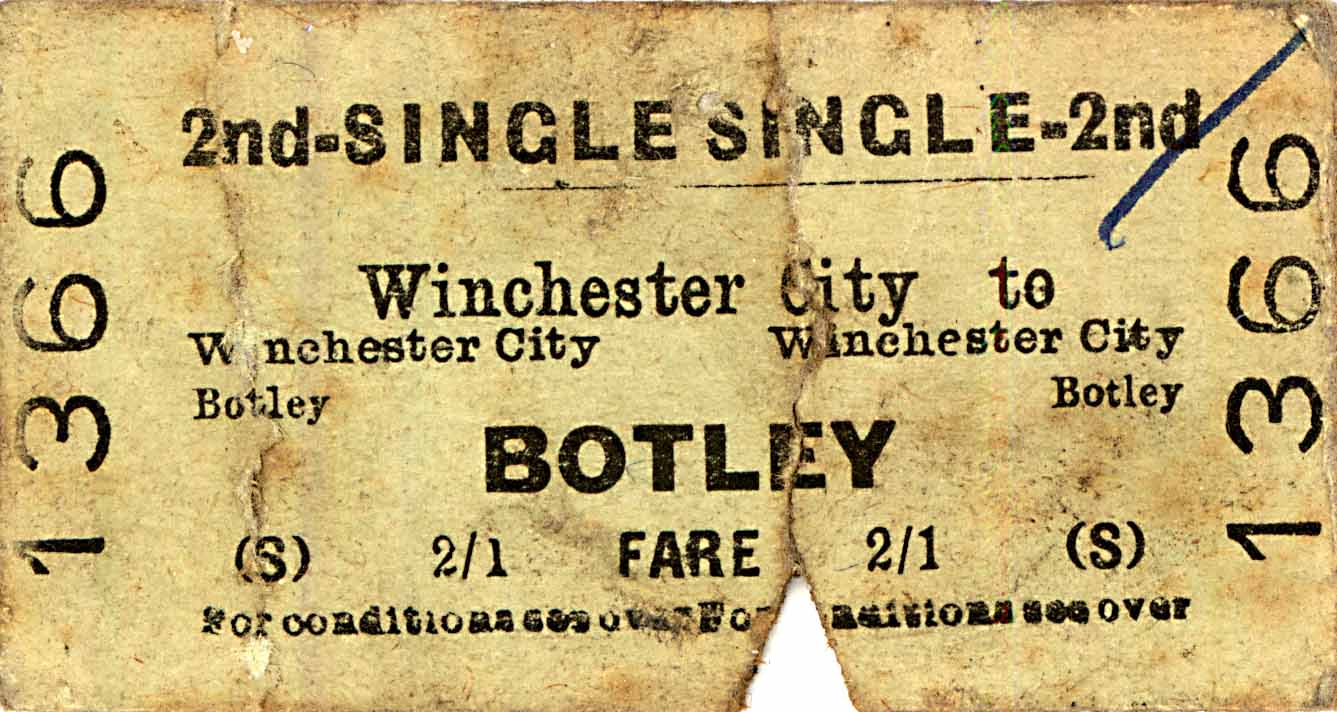 2nd-SINGLE SINGLE-2nd
Winchester City to
Winchester City Winchester City
Botley Botley
BOTLEY
(S) 2/1 FARE 2/1 (S)
For conditions see over For conditions see over
1366
1366